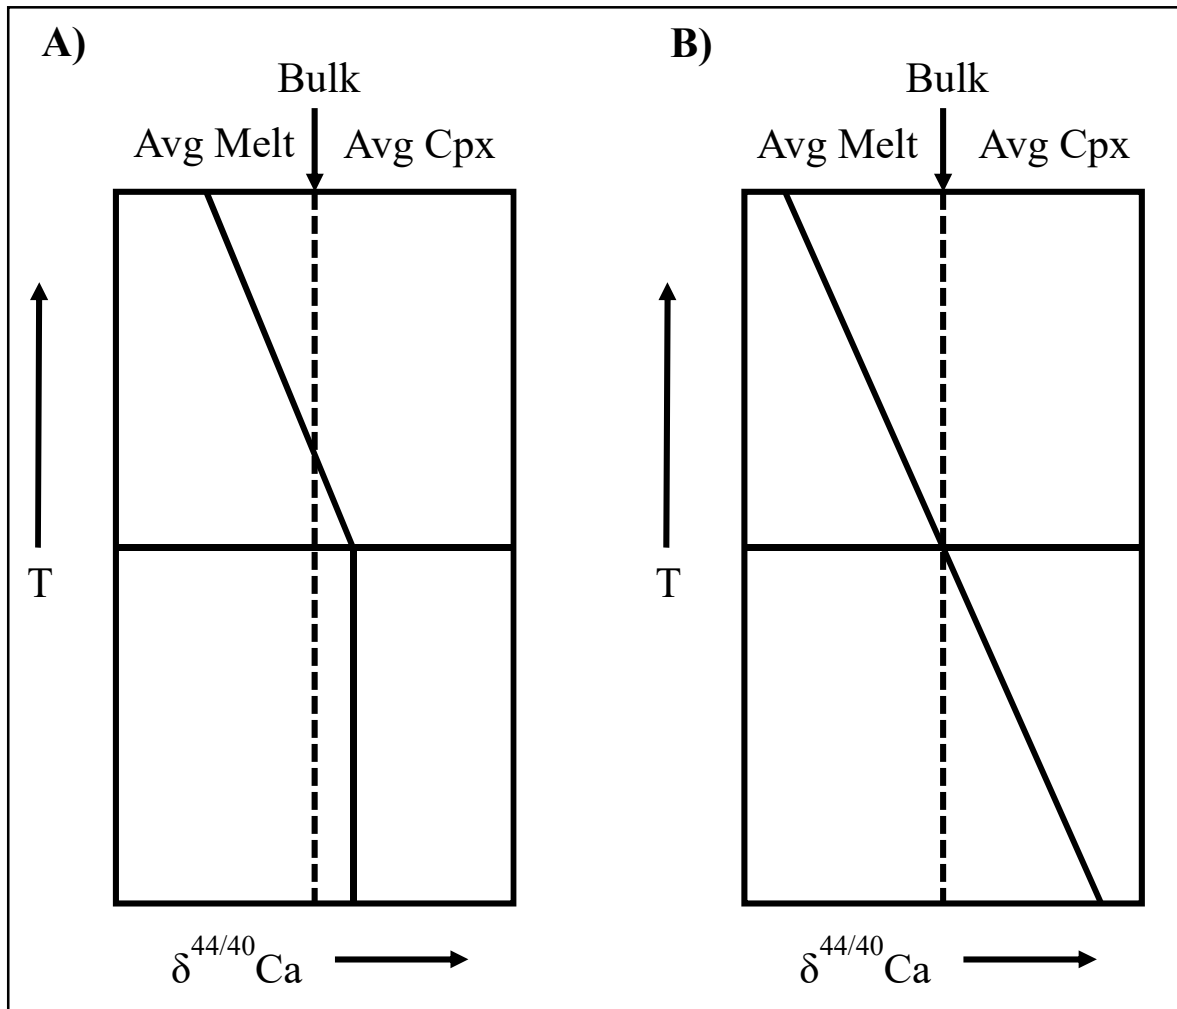 A)
Bulk
Avg Melt
Avg Cpx
T
δ44/40Ca
B)
Bulk
Avg Melt
Avg Cpx
T
δ44/40Ca